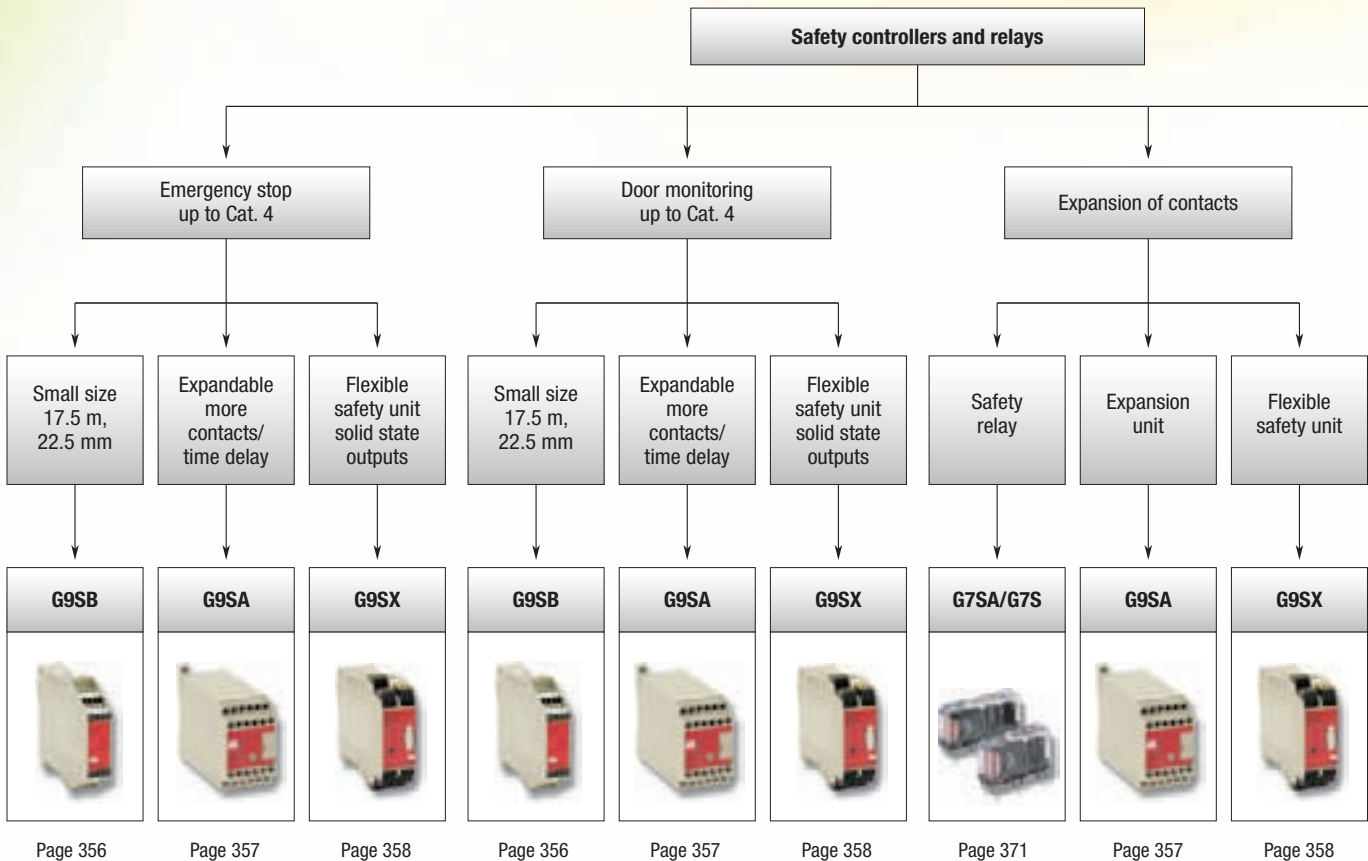 Safety controllers and relays
Emergency stop
up to Cat. 4
Door monitoring
up to Cat. 4
Expansion of contacts
Small size
17.5 m,
22.5 mm
Expandable
more
contacts/
time delay
Flexible
safety unit
solid state
outputs
Small size
17.5 m,
22.5 mm
Expandable
more
contacts/
time delay
Flexible
safety unit
solid state
outputs
Safety
relay
Expansion
unit
Flexible
safety unit
G9SB
G9SA
G9SX
G9SB
G9SA
G9SX
G7SA/G7S
G9SA
G9SX
Page 356
Page 357
Page 358
Page 356
Page 357
Page 358
Page 371
Page 357
Page 358